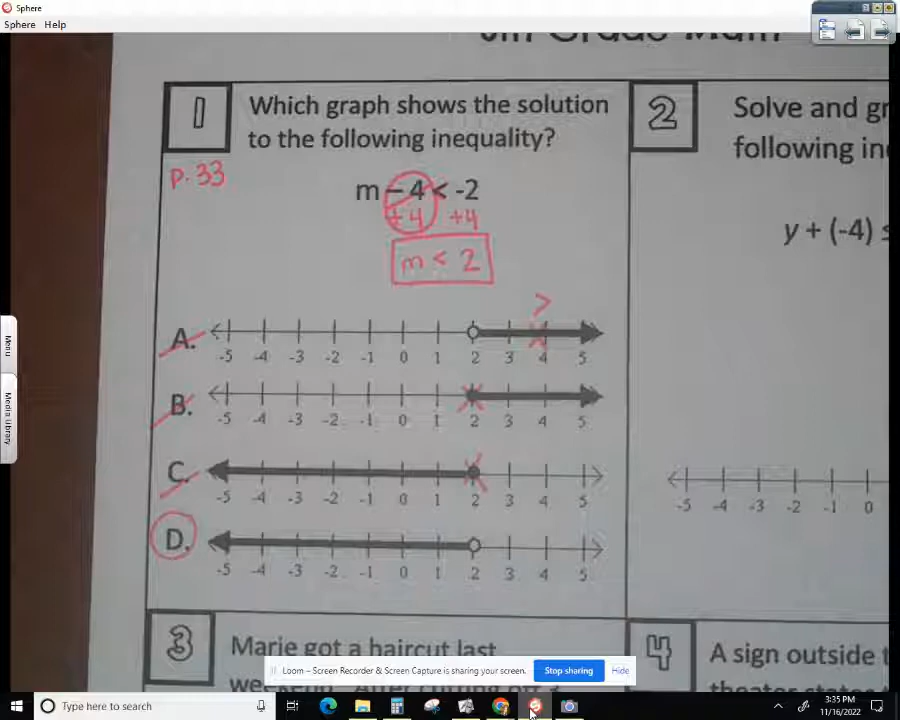 Sphere
Sphere Help
1
Which graph shows the solution
to the following inequality?
p. 33
m - 4 < -2
+4 +4
m < 2
>
A.
-5 -4 -3 -2 -1 0 1 2 3 4 5
B.
-5 -4 -3 -2 -1 0 1 2 3 4 5
C.
-5 -4 -3 -2 -1 0 1 2 3 4 5
D.
-5 -4 -3 -2 -1 0 1 2 3 4 5
2
Solve and gr
following in
y + (-4) ≤
-5 -4 -3 -2 -1 0
3
Marie got a haircut last
4
A sign outside t
Menu
Media Library
Loom – Screen Recorder & Screen Capture is sharing your screen.
Stop sharing
Hide
Type here to search
3:35 PM
11/16/2022